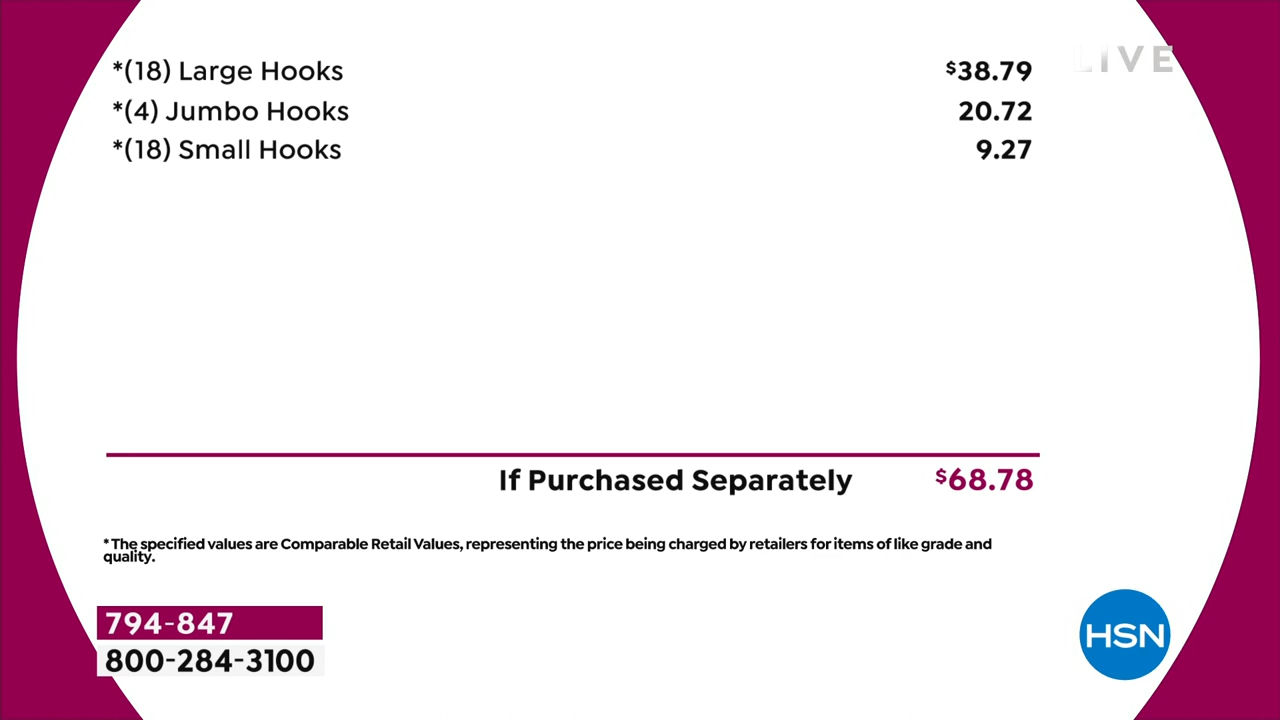 *(18) Large Hooks $38.79
LIVE
*(4) Jumbo Hooks 20.72
*(18) Small Hooks 9.27
If Purchased Separately $68.78
*The specified values are Comparable Retail Values, representing the price being charged by retailers for items of like grade and
quality.
794-847
800-284-3100
HSN